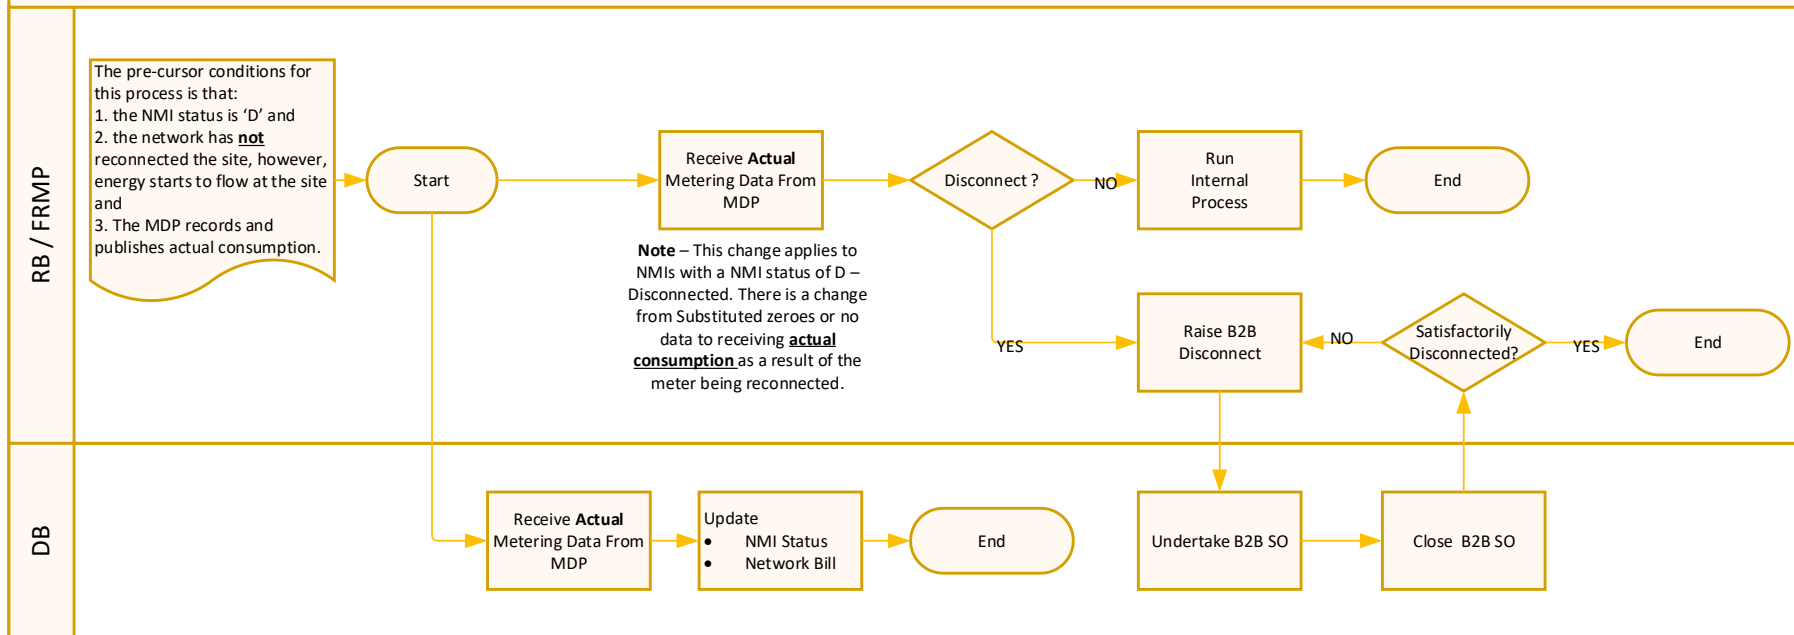 RB / FRMP
The pre-cursor conditions for
this process is that:
1. the NMI status is ‘D’ and
2. the network has not
reconnected the site, however,
energy starts to flow at the site
and
3. The MDP records and
publishes actual consumption.
Start
Receive Actual
Metering Data From
MDP
Disconnect ?
NO
Run
Internal
Process
End
Note – This change applies to
NMIs with a NMI status of D –
Disconnected. There is a change
from Substituted zeroes or no
data to receiving actual
consumption as a result of the
meter being reconnected.
YES
Raise B2B
Disconnect
NO
Satisfactorily
Disconnected?
YES
End
DB
Receive Actual
Metering Data From
MDP
Update
• NMI Status
• Network Bill
End
Undertake B2B SO
Close B2B SO